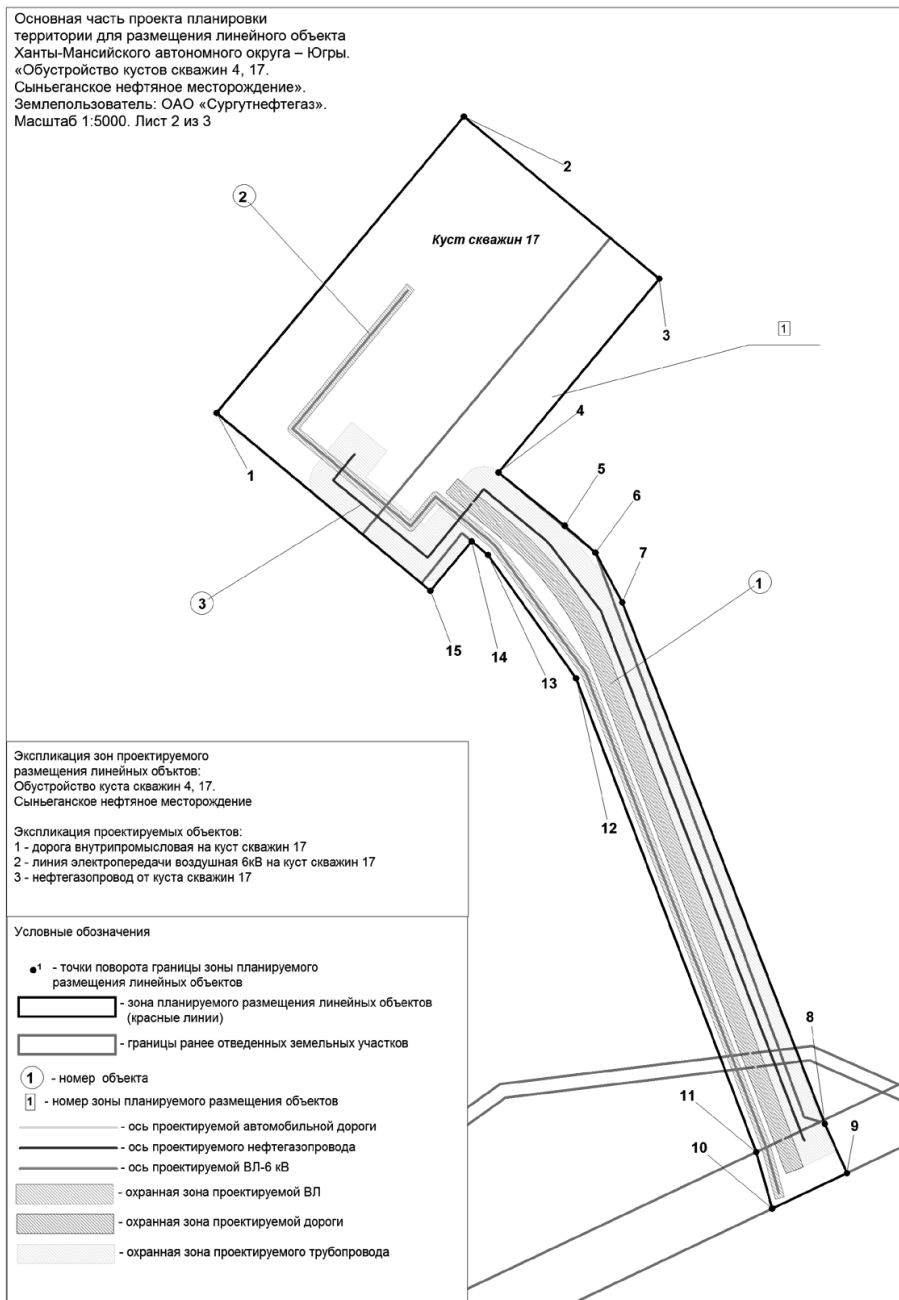 Основная часть проекта планировки
территории для размещения линейного объекта
Ханты-Мансийского автономного округа – Югры.
«Обустройство кустов скважин 4, 17.
Сыньеганское нефтяное месторождение».
Землепользователь: ОАО «Сургутнефтегаз».
Масштаб 1:5000. Лист 2 из 3
2
2
Куст скважин 17
3
1
4
1
5
6
7
1
3
15
14
13
12
8
11
10
9
Экспликация зон проектируемого
размещения линейных обьктов:
Обустройство куста скважин 4, 17.
Сыньеганское нефтяное месторождение
Экспликация проектируемых объектов:
1 - дорога внутрипромысловая на куст скважин 17
2 - линия электропередачи воздушная 6кВ на куст скважин 17
3 - нефтегазопровод от куста скважин 17
Условные обозначения
1 - точки поворота границы зоны планируемого
размещения линейных объектов
- зона планируемого размещения линейных объектов
(красные линии)
- границы ранее отведенных земельных участков
1 - номер объекта
1 - номер зоны планируемого размещения объектов
- ось проектируемой автомобильной дороги
- ось проектируемого нефтегазопровода
- ось проектируемой ВЛ-6 кВ
- охранная зона проектируемой ВЛ
- охранная зона проектируемой дороги
- охранная зона проектируемого трубопровода